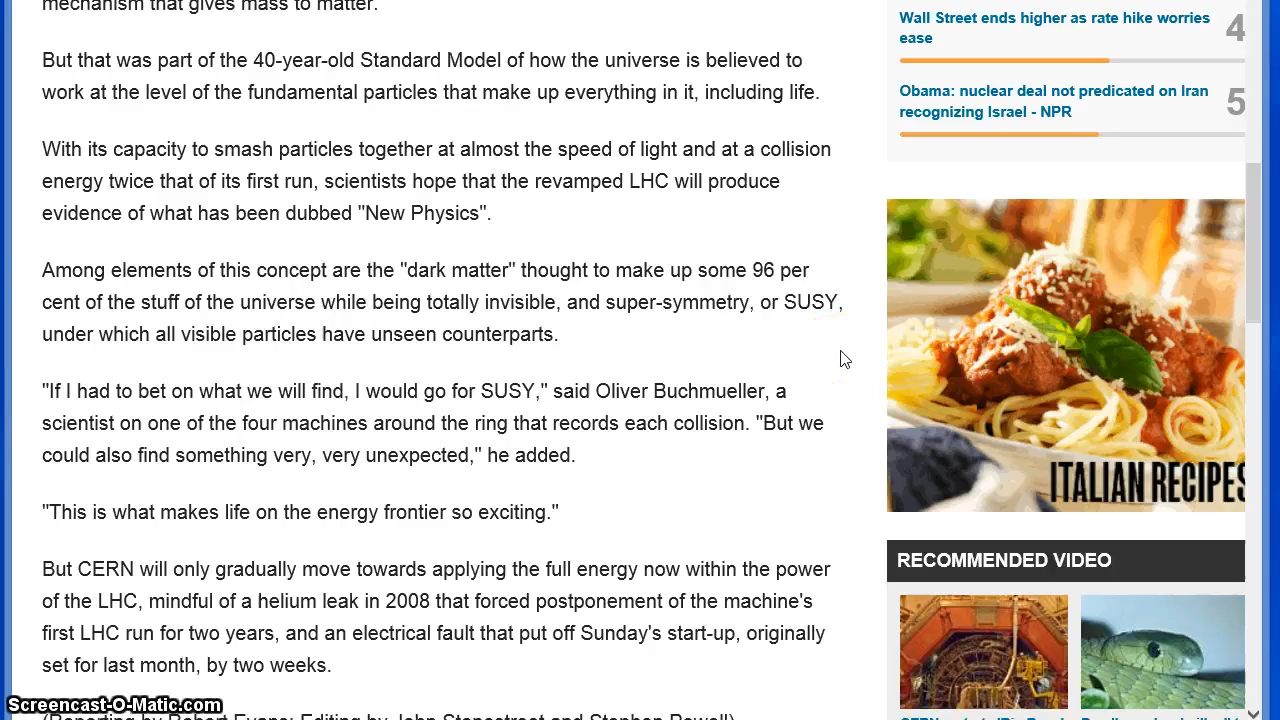 mechanism that gives mass to matter.
But that was part of the 40-year-old Standard Model of how the universe is believed to
work at the level of the fundamental particles that make up everything in it, including life.
With its capacity to smash particles together at almost the speed of light and at a collision
energy twice that of its first run, scientists hope that the revamped LHC will produce
evidence of what has been dubbed "New Physics".
Among elements of this concept are the "dark matter" thought to make up some 96 per
cent of the stuff of the universe while being totally invisible, and super-symmetry, or SUSY,
under which all visible particles have unseen counterparts.
"If I had to bet on what we will find, I would go for SUSY," said Oliver Buchmueller, a
scientist on one of the four machines around the ring that records each collision. "But we
could also find something very, very unexpected," he added.
"This is what makes life on the energy frontier so exciting."
But CERN will only gradually move towards applying the full energy now within the power
of the LHC, mindful of a helium leak in 2008 that forced postponement of the machine's
first LHC run for two years, and an electrical fault that put off Sunday's start-up, originally
set for last month, by two weeks.
(Reporting by Robert Evans; Editing by John Stonestreet and Stephen Powell)
Wall Street ends higher as rate hike worries
ease
4
Obama: nuclear deal not predicated on Iran
recognizing Israel - NPR
5
ITALIAN RECIPES
RECOMMENDED VIDEO
Screencast-O-Matic.com